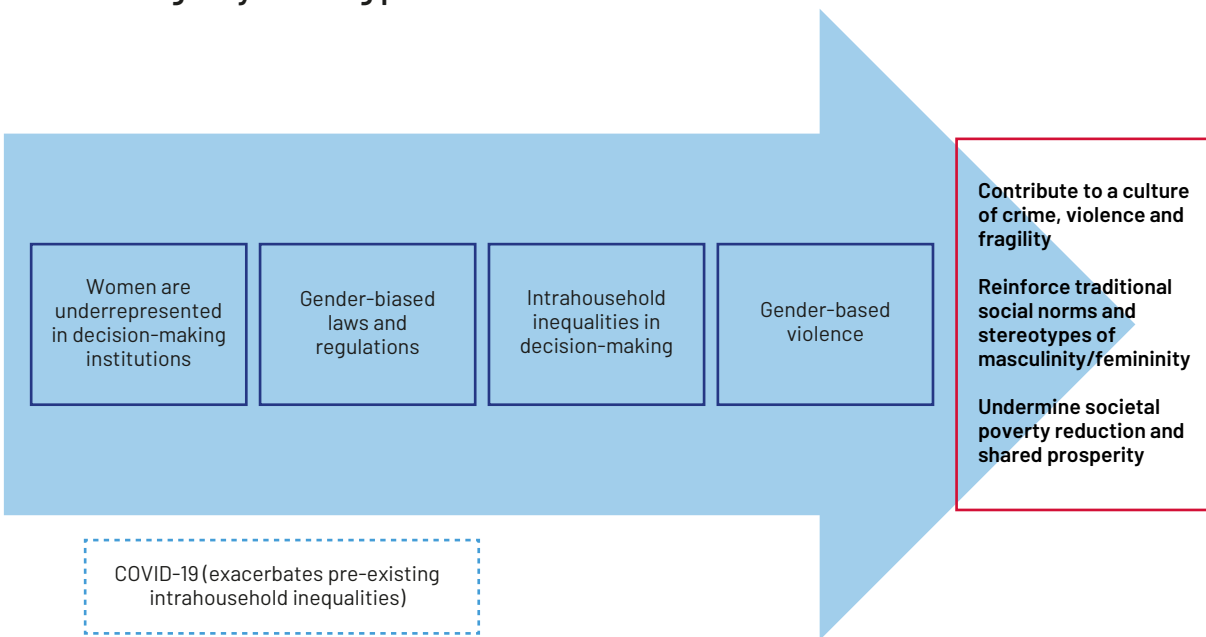 Women are
underrepresented
in decision-making
institutions
Gender-biased
laws and
regulations
Intrahousehold
inequalities in
decision-making
Gender-based
violence
Contribute to a culture
of crime, violence and
fragility
Reinforce traditional
social norms and
stereotypes of
masculinity/femininity
Undermine societal
poverty reduction and
shared prosperity
COVID-19 (exacerbates pre-existing
intrahousehold inequalities)